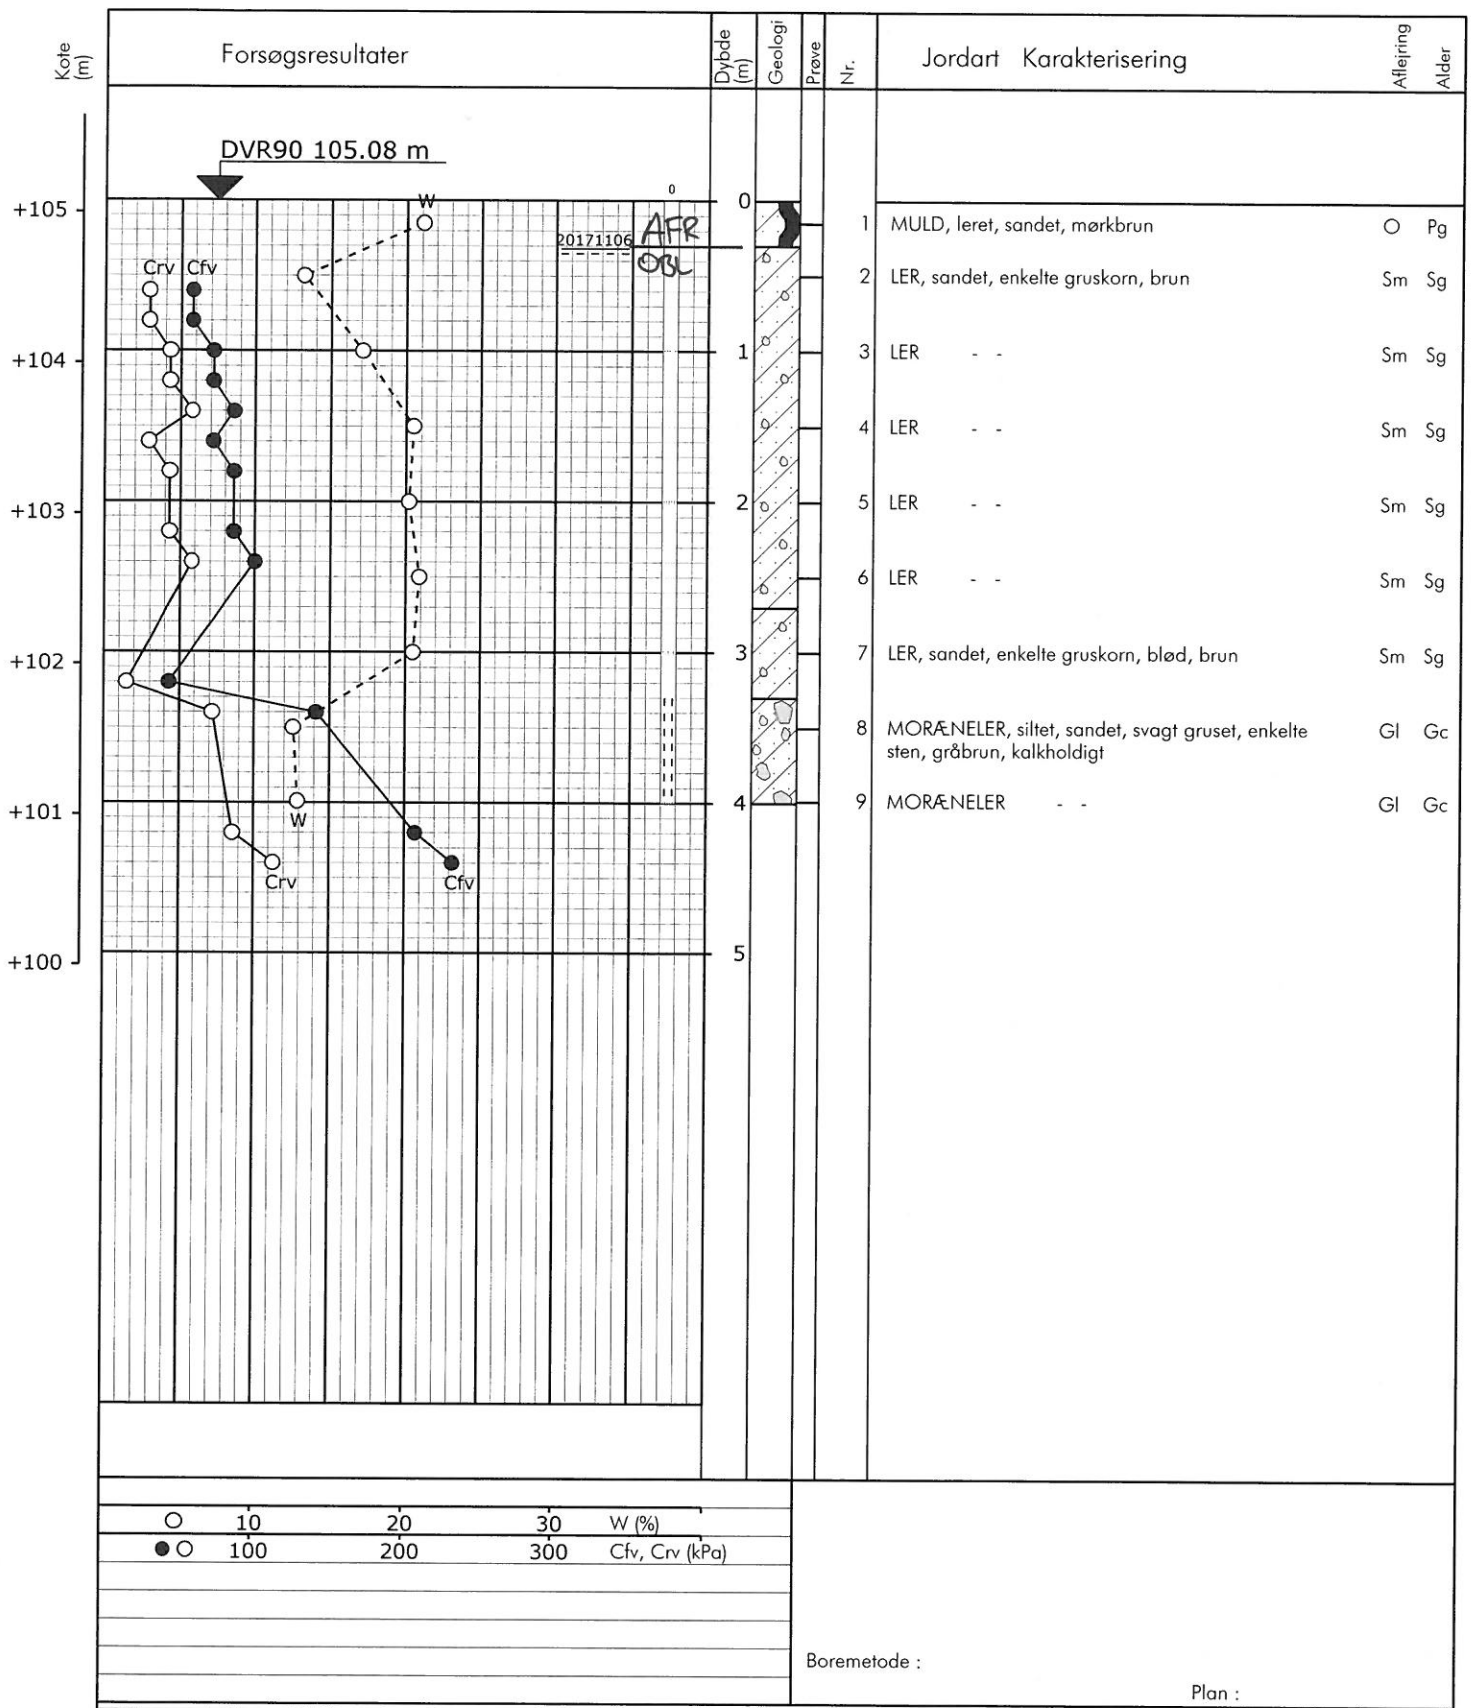 Kote (m)
Forsøgsresultater
Dybde (m)
Geologi
Prøve
Nr.
Jordart Karakterisering
Aflejring
Alder
DVR90 105.08 m
+105
W
0
0
20171106
AFR
OBL
1 MULD, leret, sandet, mørkbrun O Pg
Crv Cfv
2 LER, sandet, enkelte gruskorn, brun Sm Sg
+104
1
3 LER - - Sm Sg
4 LER - - Sm Sg
+103
2
5 LER - - Sm Sg
6 LER - - Sm Sg
+102
3
7 LER, sandet, enkelte gruskorn, blød, brun Sm Sg
8 MORÆNELER, siltet, sandet, svagt gruset, enkelte Gl Gc
sten, gråbrun, kalkholdigt
+101
W
4
9 MORÆNELER - - Gl Gc
Crv
Cfv
+100
5
10 20 30 W (%)
100 200 300 Cfv, Crv (kPa)
Boremetode :
Plan :